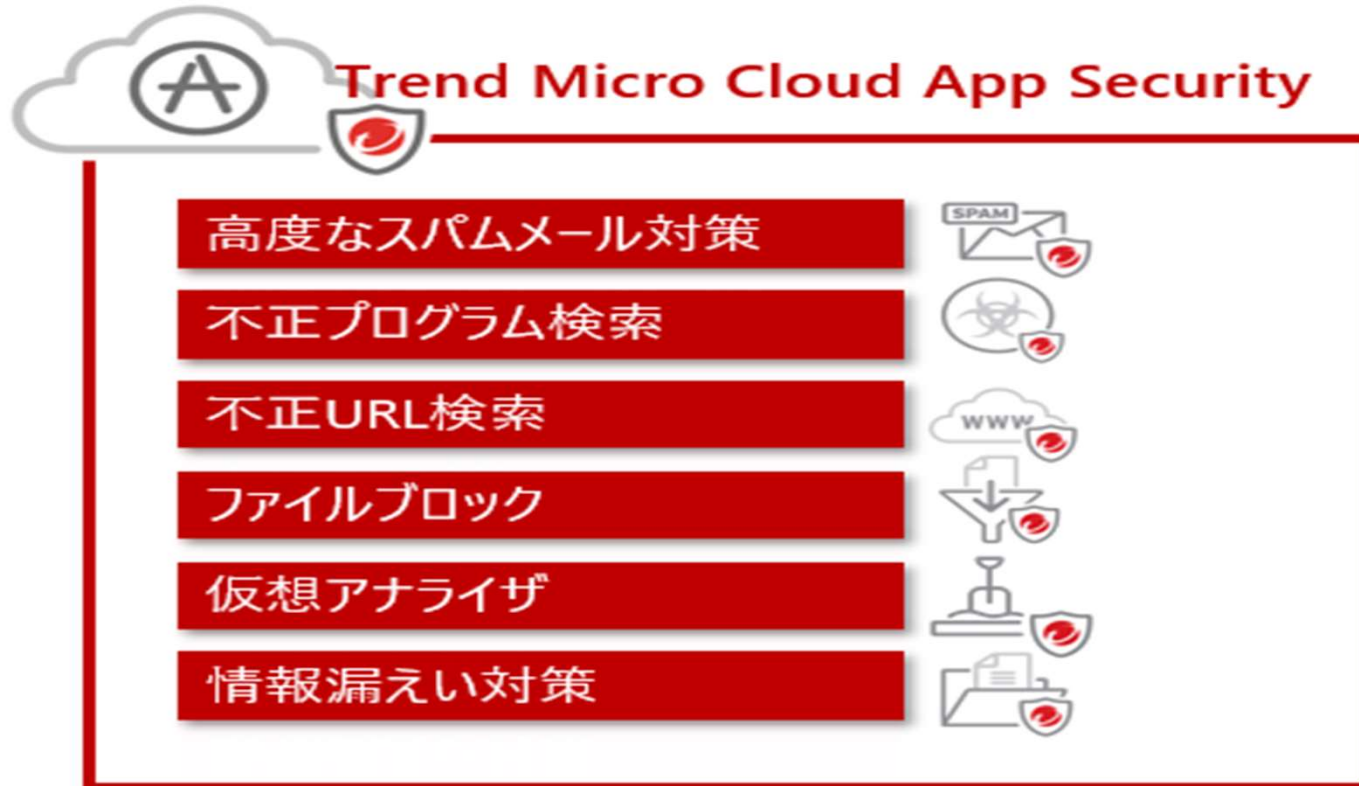 Trend Micro Cloud App Security
高度なスパムメール対策
SPAM
不正プログラム検索
不正URL検索
www
ファイルブロック
仮想アナライザ
情報漏えい対策